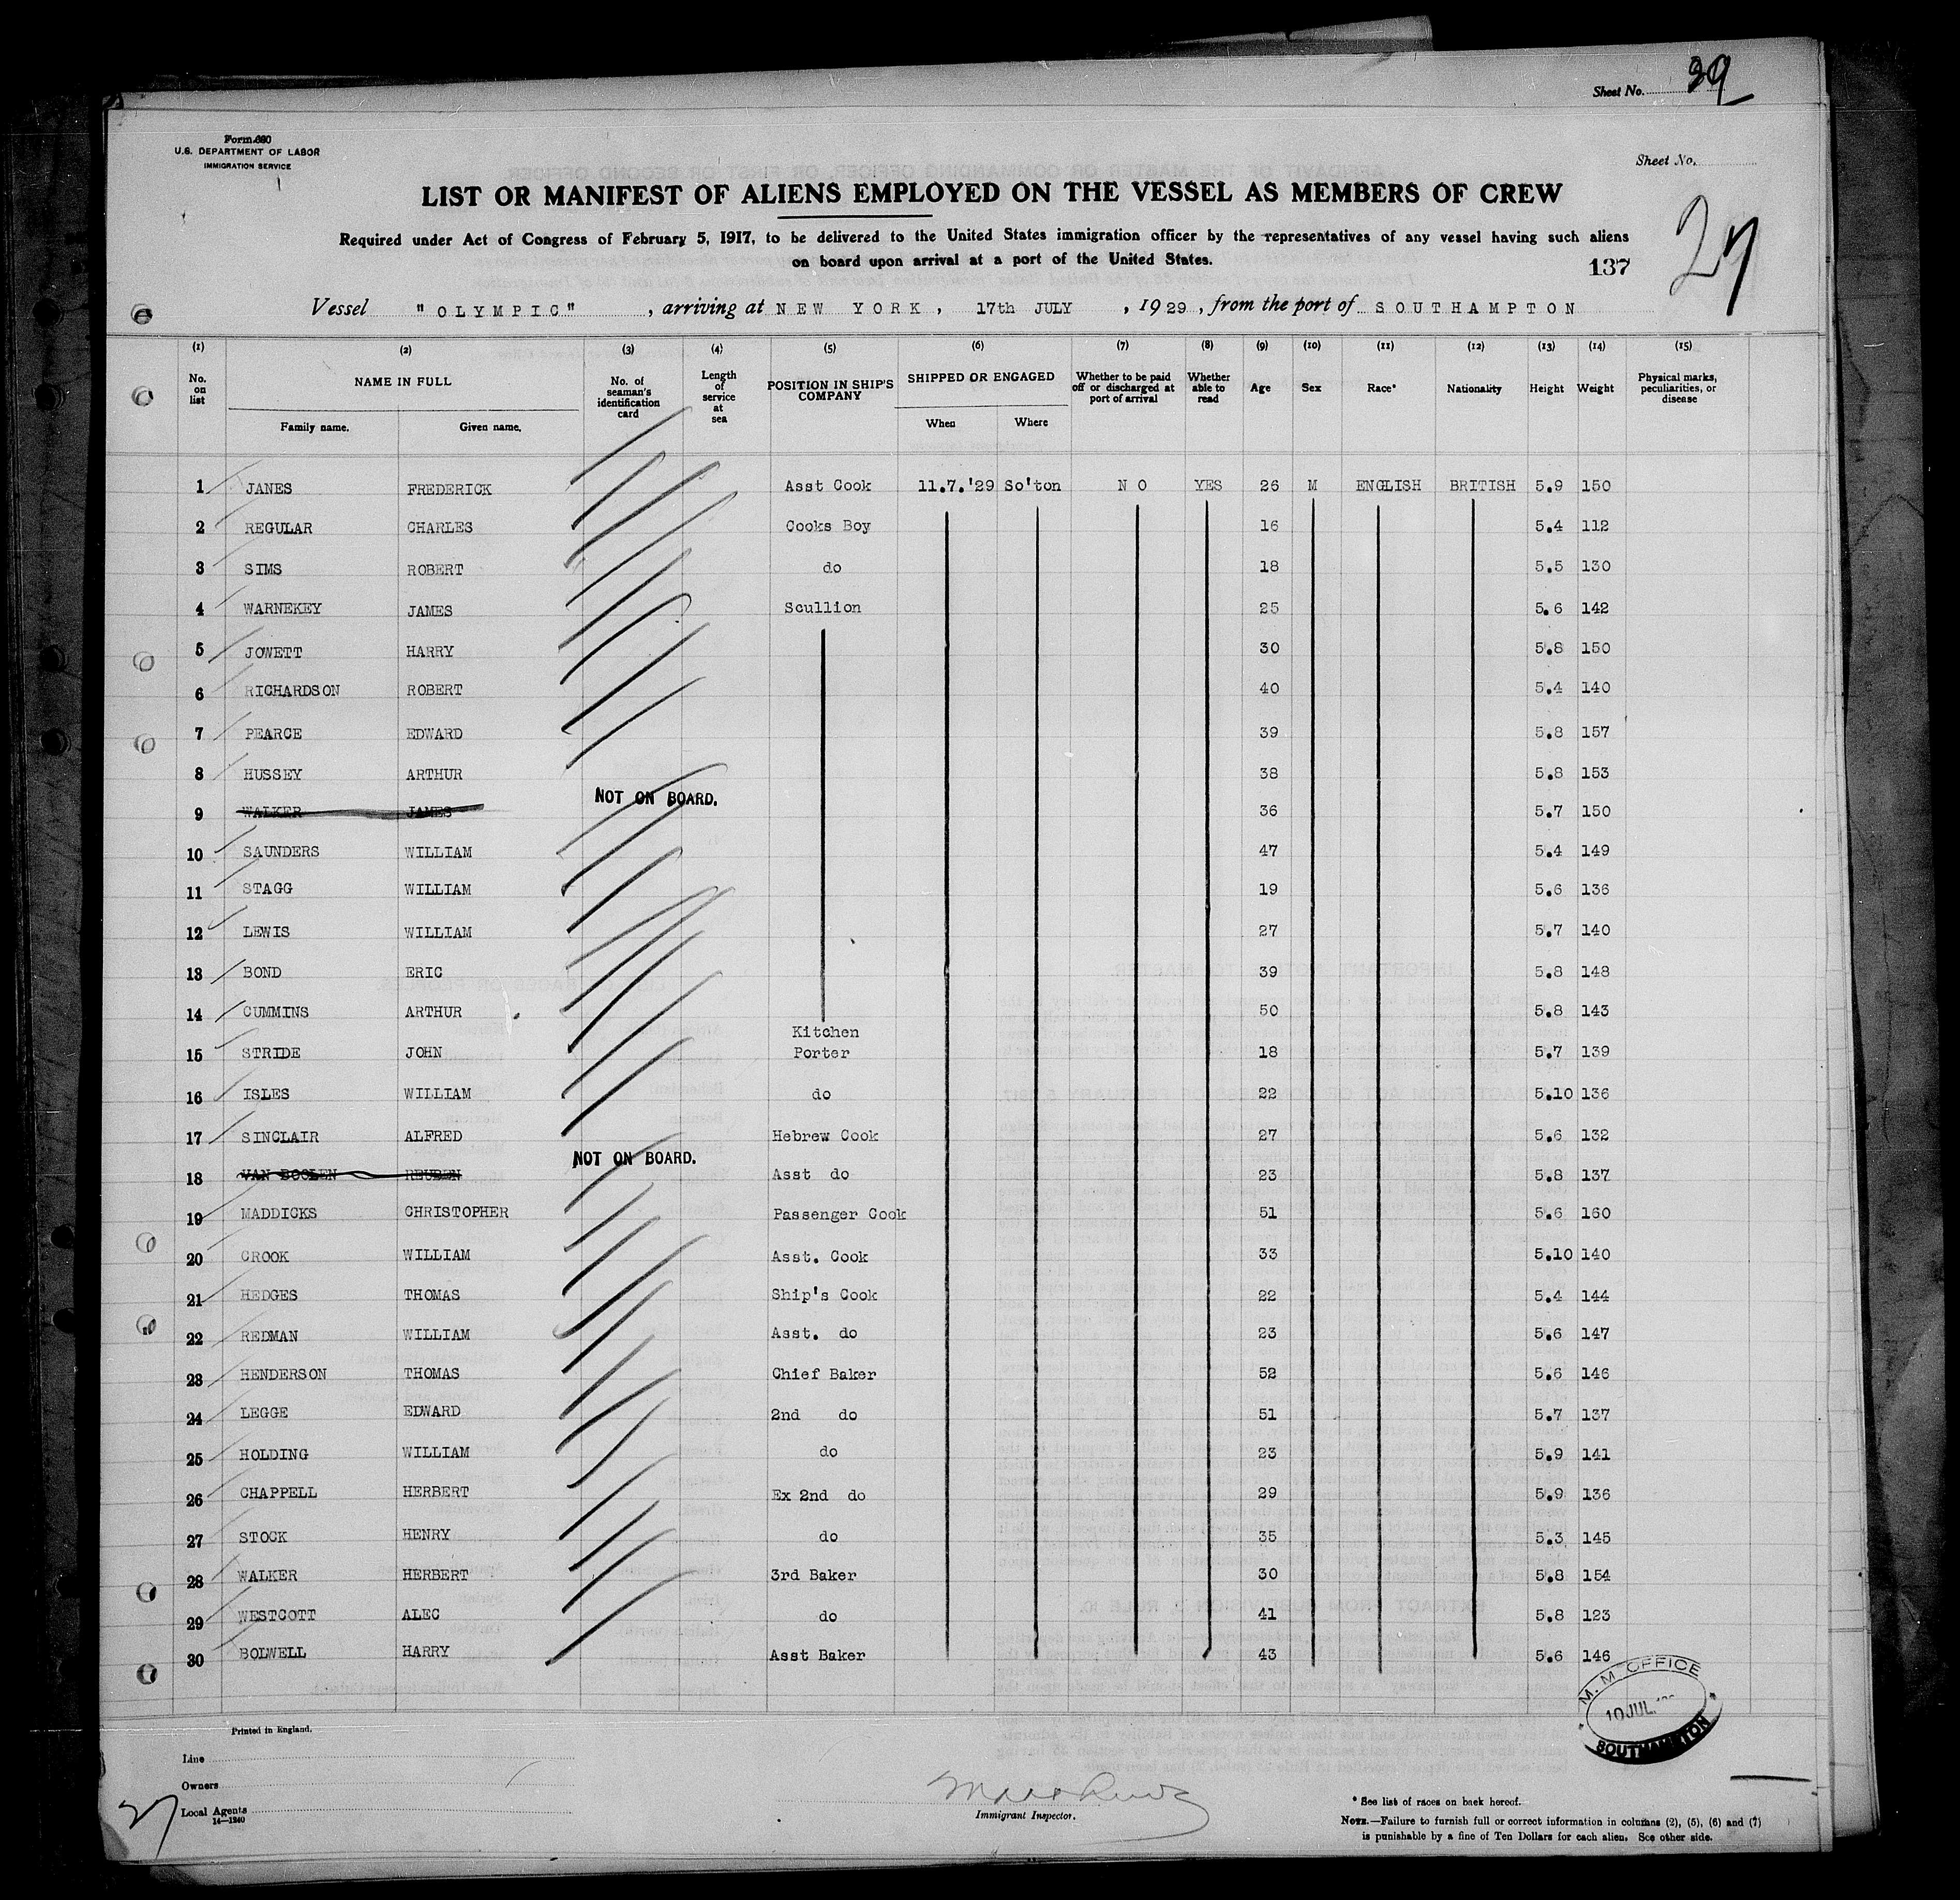 Sheet No. 39
Form 680
U.S. DEPARTMENT OF LABOR
IMMIGRATION SERVICE
Sheet No.
LIST OR MANIFEST OF ALIENS EMPLOYED ON THE VESSEL AS MEMBERS OF CREW
27
Required under Act of Congress of February 5, 1917, to be delivered to the United States immigration officer by the representatives of any vessel having such aliens
on board upon arrival at a port of the United States.
137
Vessel "OLYMPIC" , arriving at NEW YORK, 17th JULY , 1929 , from the port of SOUTHAMPTON
(1) (2) (3) (4) (5) (6) (7) (8) (9) (10) (11) (12) (13) (14) (15)
No. on list NAME IN FULL Family name. Given name. No. of seaman's identification card Length of service at sea POSITION IN SHIP'S COMPANY SHIPPED OR ENGAGED When Where Whether to be paid off or discharged at port of arrival Whether able to read Age Sex Race* Nationality Height Weight Physical marks, peculiarities, or disease
1 JANES FREDERICK Asst Cook 11.7.'29 So'ton NO YES 26 M ENGLISH BRITISH 5.9 150
2 REGULAR CHARLES Cooks Boy 16 5.4 112
3 SIMS ROBERT do 18 5.5 130
4 WARNEKEY JAMES Scullion 25 5.6 142
5 JOWETT HARRY 30 5.8 150
6 RICHARDSON ROBERT 40 5.4 140
7 PEARCE EDWARD 39 5.8 157
8 HUSSEY ARTHUR 38 5.8 153
9 WALKER JAMES NOT ON BOARD. 36 5.7 150
10 SAUNDERS WILLIAM 47 5.4 149
11 STAGG WILLIAM 19 5.6 136
12 LEWIS WILLIAM 27 5.7 140
13 BOND ERIC 39 5.8 148
14 CUMMINS ARTHUR 50 5.8 143
15 STRIDE JOHN Kitchen Porter 18 5.7 139
16 ISLES WILLIAM do 22 5.10 136
17 SINCLAIR ALFRED Hebrew Cook 27 5.6 132
18 VAN BOOLEN REUBEN NOT ON BOARD. Asst do 23 5.8 137
19 MADDICKS CHRISTOPHER Passenger Cook 51 5.6 160
20 CROOK WILLIAM Asst. Cook 33 5.10 140
21 HEDGES THOMAS Ship's Cook 22 5.4 144
22 REDMAN WILLIAM Asst. do 23 5.6 147
23 HENDERSON THOMAS Chief Baker 52 5.6 146
24 LEGGE EDWARD 2nd do 51 5.7 137
25 HOLDING WILLIAM do 23 5.9 141
26 CHAPPELL HERBERT Ex 2nd do 29 5.9 136
27 STOCK HENRY do 35 5.3 145
28 WALKER HERBERT 3rd Baker 30 5.8 154
29 WESTCOTT ALEC do 41 5.8 123
30 BOLWELL HARRY Asst Baker 43 5.6 146
M. M. OFFICE
10 JUL.
SOUTHAMPTON
Printed in England.
Line
Owners
Local Agents
14—1240
27
Immigrant Inspector.
* See list of races on back hereof.
NOTE.—Failure to furnish full or correct information in columns (2), (5), (6) and (7)
is punishable by a fine of Ten Dollars for each alien. See other side.